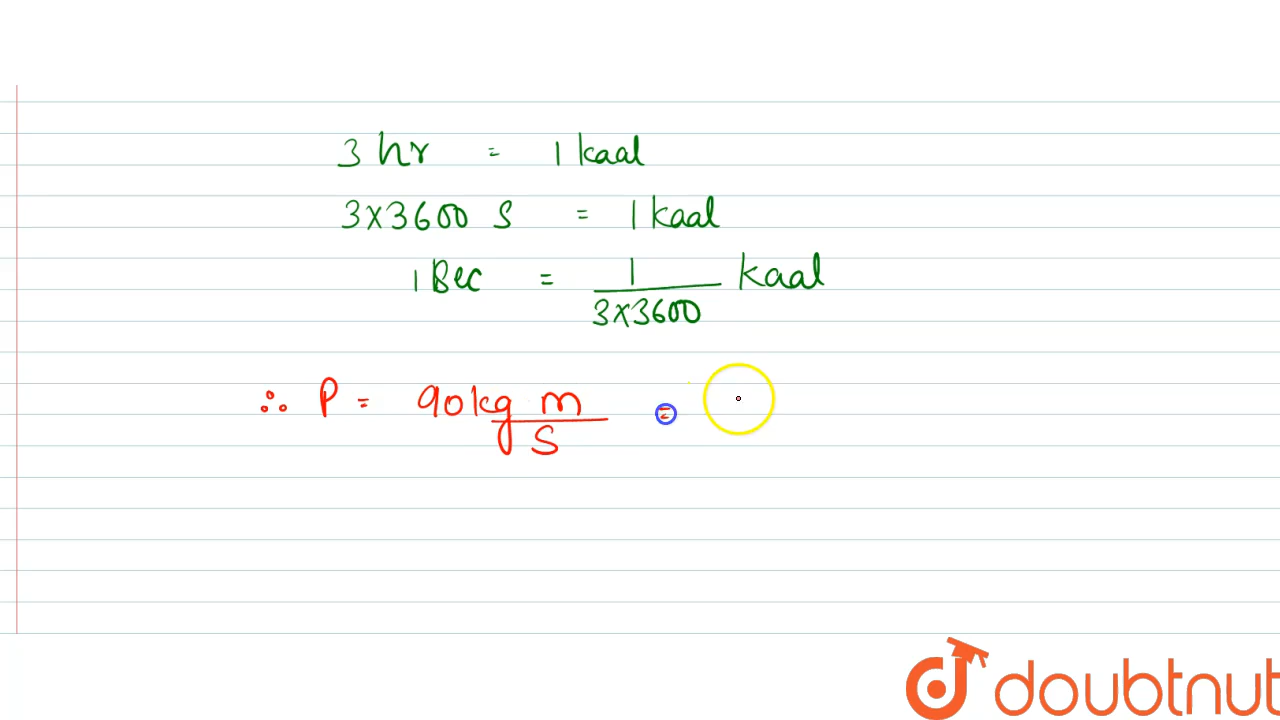 3 hr = 1 kaal
3x3600 S = 1 kaal
1 Sec = 1/3x3600 kaal
∴ P = 90 kg m/S =
doubtnut